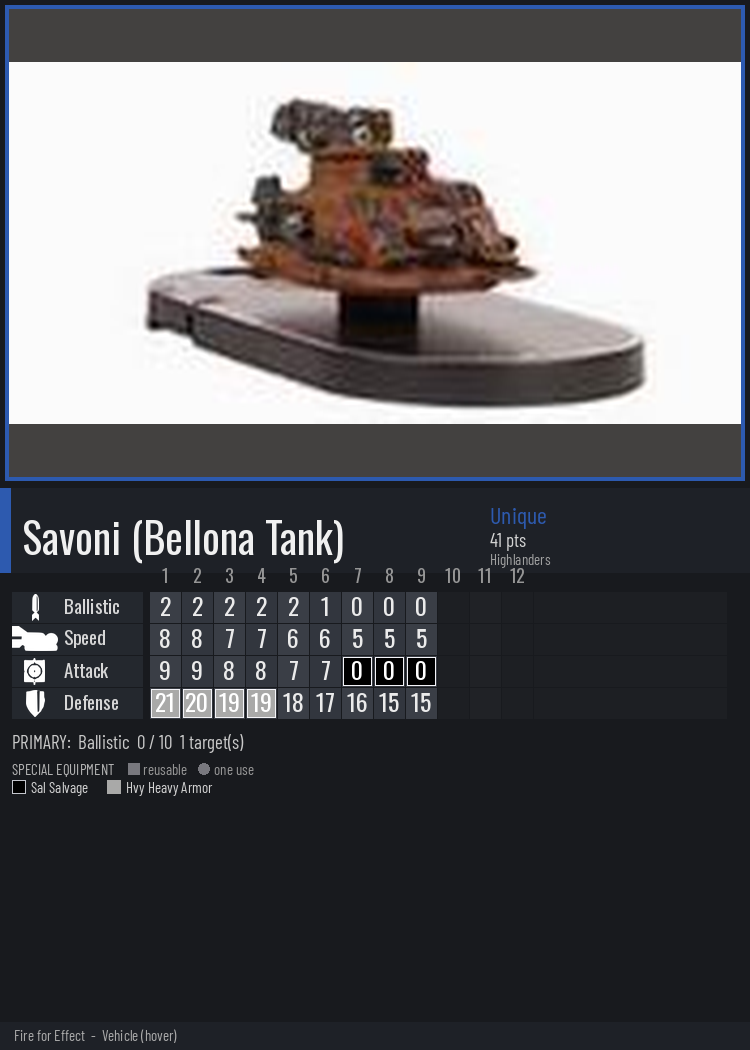 Savoni (Bellona Tank)
Unique
41 pts
Highlanders
1 2 3 4 5 6 7 8 9 10 11 12
Ballistic 2 2 2 2 2 1 0 0 0
Speed 8 8 7 7 6 6 5 5 5
Attack 9 9 8 8 7 7 0 0 0
Defense 21 20 19 19 18 17 16 15 15
PRIMARY: Ballistic 0 / 10 1 target(s)
SPECIAL EQUIPMENT reusable one use
Sal Salvage Hvy Heavy Armor
Fire for Effect - Vehicle (hover)